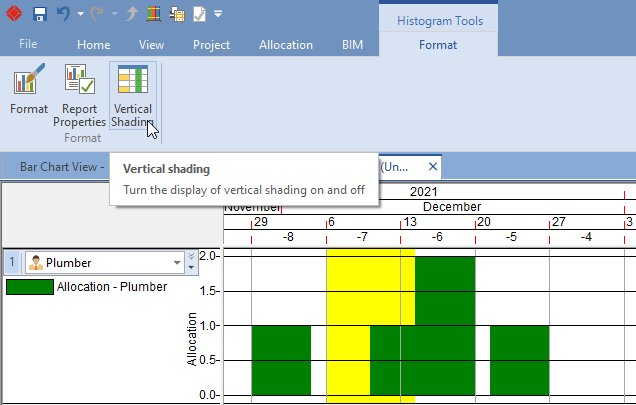 Histogram Tools
File Home View Project Allocation BIM Format
Format Report Properties Vertical Shading
Format
Bar Chart View - (Un... ×
Vertical shading
Turn the display of vertical shading on and off
2021
November December
29 6 13 20 27 3
-8 -7 -6 -5 -4
1 Plumber
Allocation - Plumber
Allocation
2.0
1.5
1.0
0.5
0.0